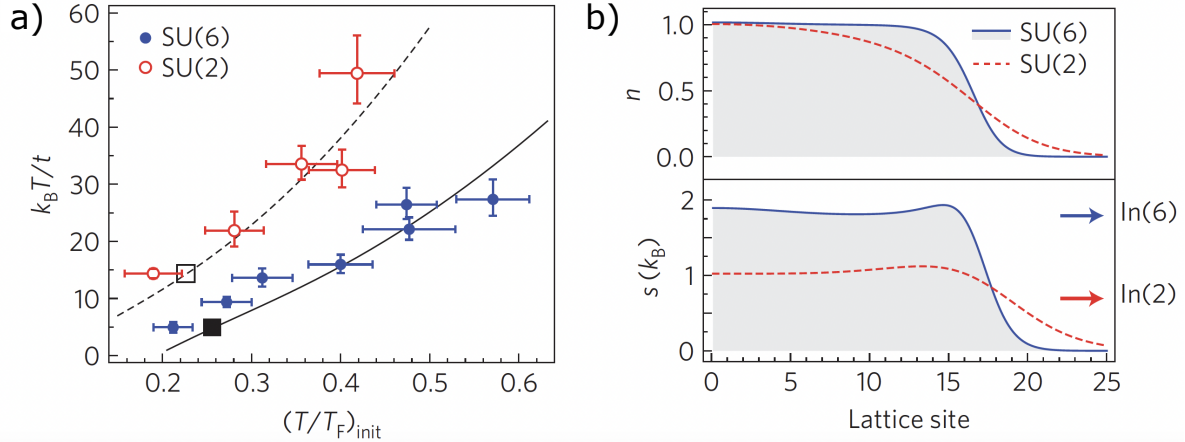 a)
60
50
40
30
20
10
0
k_BT/t
SU(6)
SU(2)
0.2 0.3 0.4 0.5 0.6
(T/T_F)_init
b)
1.0
0.5
0.0
n
SU(6)
SU(2)
2
1
0
s (k_B)
ln(6)
ln(2)
0 5 10 15 20 25
Lattice site